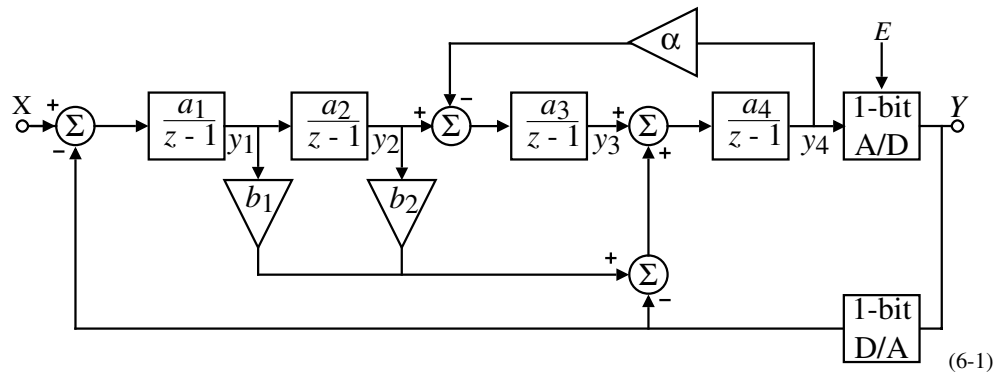 α
E
X
+
Σ
−
a1
z - 1
y1
a2
z - 1
y2
+
−
Σ
a3
z - 1
y3
+
Σ
+
a4
z - 1
y4
1-bit
A/D
Y
b1
b2
+
Σ
−
1-bit
D/A
(6-1)